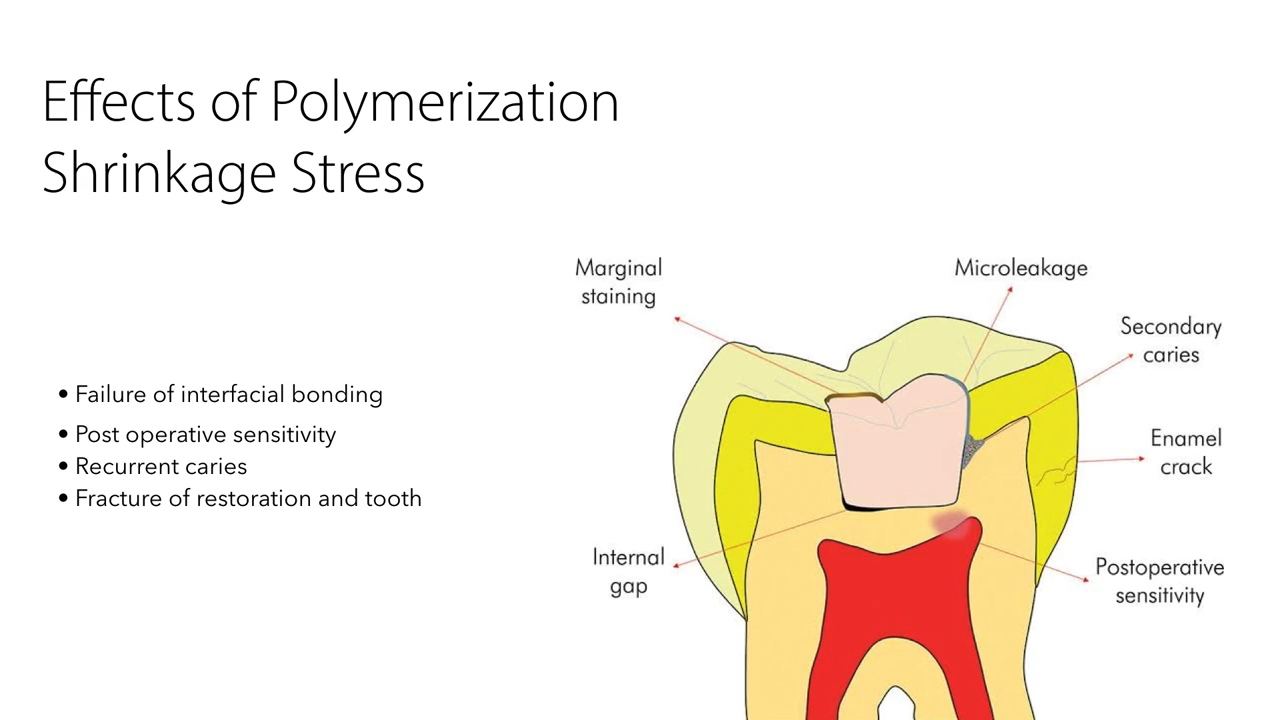 Effects of Polymerization
Shrinkage Stress
• Failure of interfacial bonding
• Post operative sensitivity
• Recurrent caries
• Fracture of restoration and tooth
Marginal
staining
Microleakage
Secondary
caries
Enamel
crack
Internal
gap
Postoperative
sensitivity